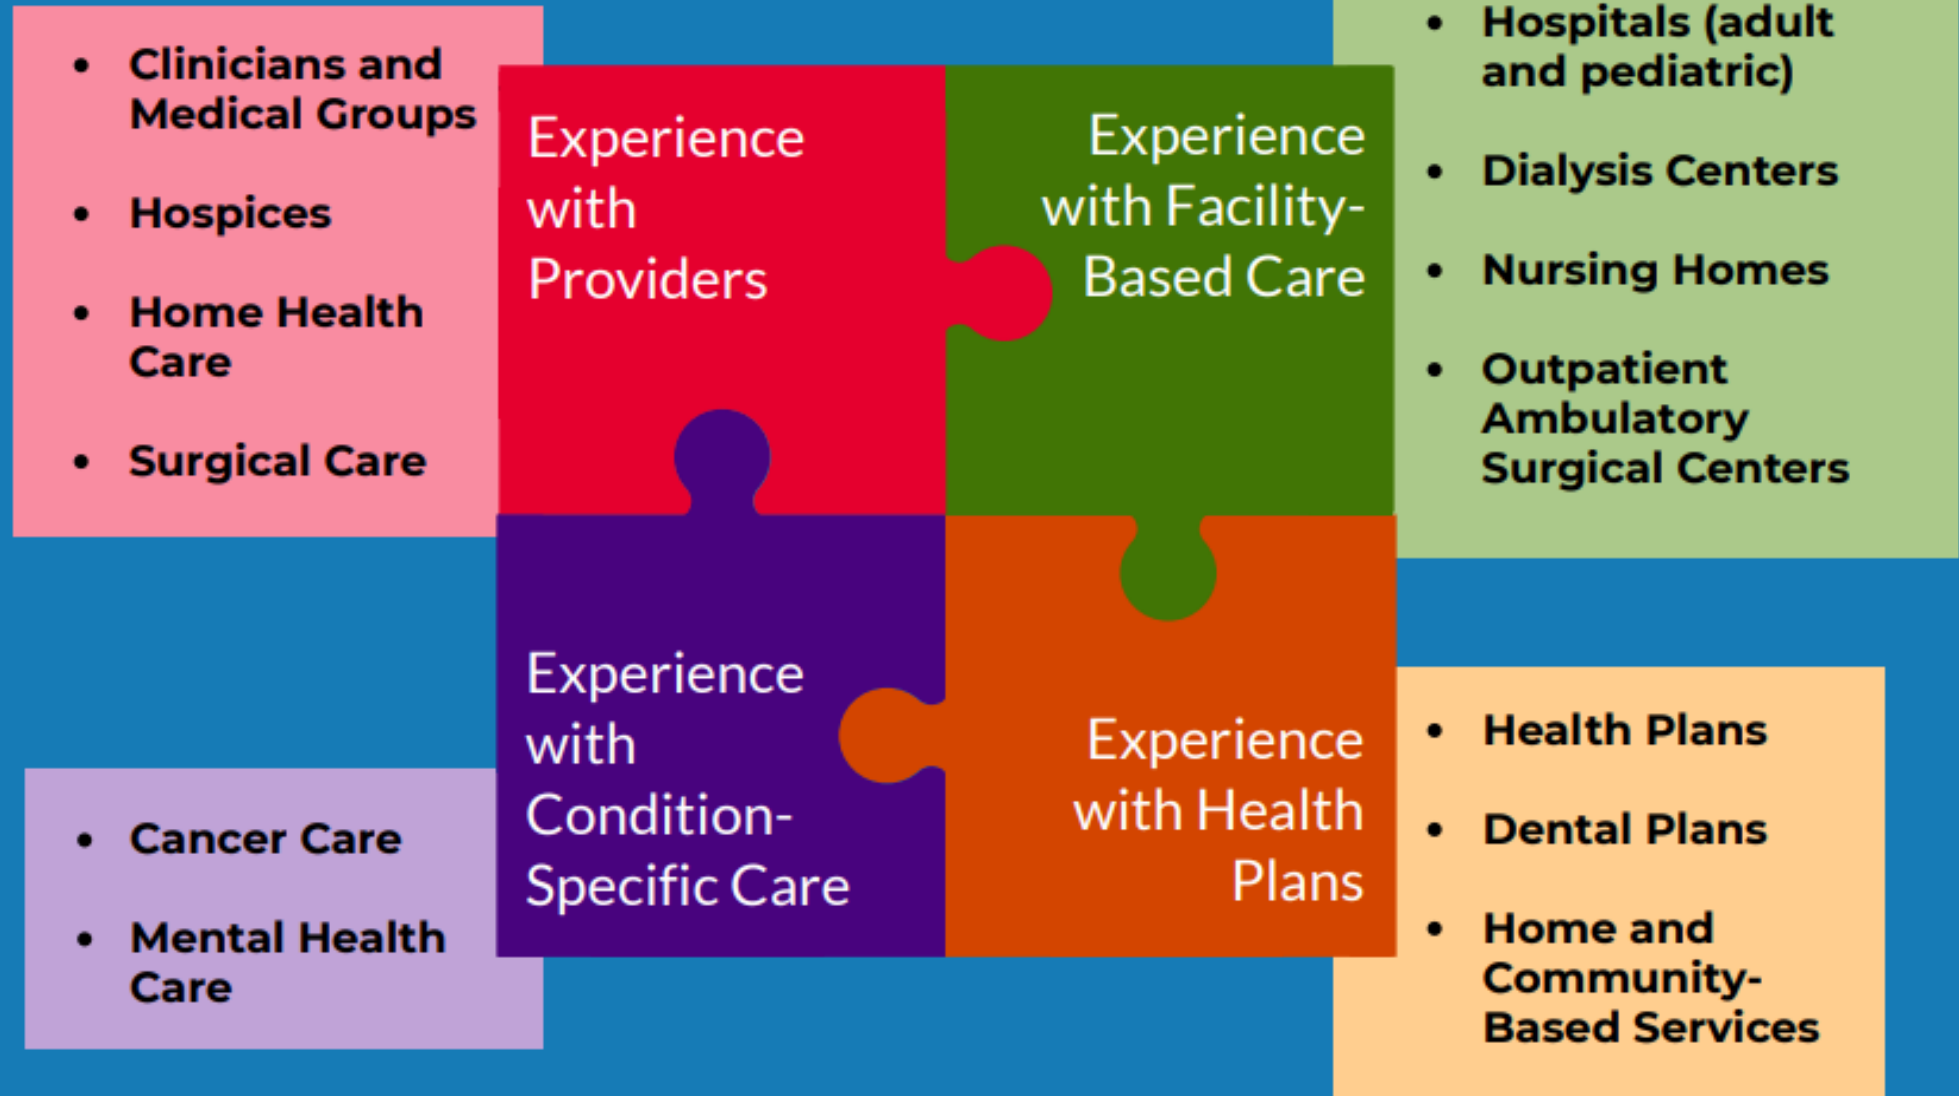 • Clinicians and
Medical Groups
• Hospices
• Home Health
Care
• Surgical Care
Experience
with
Providers
Experience
with Facility-
Based Care
• Hospitals (adult
and pediatric)
• Dialysis Centers
• Nursing Homes
• Outpatient
Ambulatory
Surgical Centers
• Cancer Care
• Mental Health
Care
Experience
with
Condition-
Specific Care
Experience
with Health
Plans
• Health Plans
• Dental Plans
• Home and
Community-
Based Services